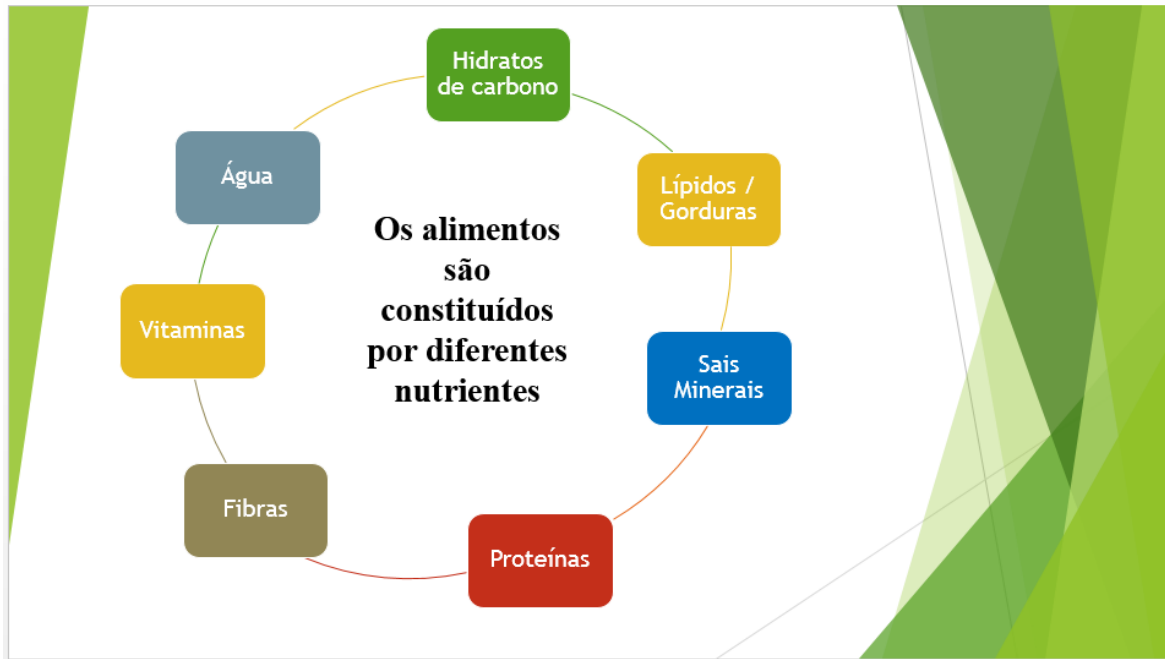 Hidratos
de carbono
Lípidos /
Gorduras
Sais
Minerais
Proteínas
Fibras
Vitaminas
Água
Os alimentos
são
constituídos
por diferentes
nutrientes